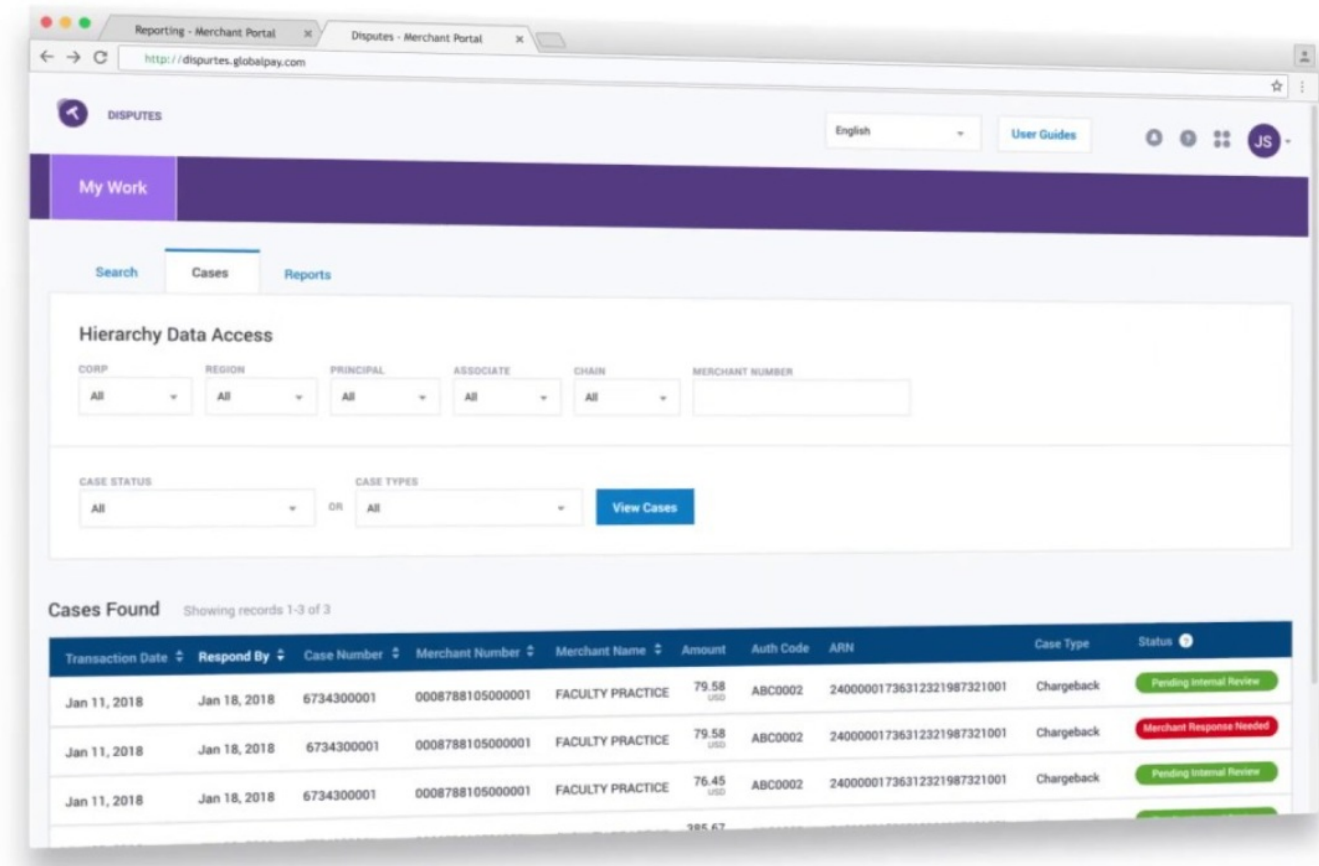 Reporting - Merchant Portal
Disputes - Merchant Portal
http://dispurtes.globalpay.com
DISPUTES
English
User Guides
JS
My Work
Search Cases Reports
Hierarchy Data Access
CORP REGION PRINCIPAL ASSOCIATE CHAIN MERCHANT NUMBER
All All All All All
CASE STATUS CASE TYPES
All OR All View Cases
Cases Found Showing records 1-3 of 3
Transaction Date Respond By Case Number Merchant Number Merchant Name Amount Auth Code ARN Case Type Status ?
Jan 11, 2018 Jan 18, 2018 6734300001 0008788105000001 FACULTY PRACTICE 79.58 USD ABC0002 24000001736312321987321001 Chargeback Pending Internal Review
Jan 11, 2018 Jan 18, 2018 6734300001 0008788105000001 FACULTY PRACTICE 79.58 USD ABC0002 24000001736312321987321001 Chargeback Merchant Response Needed
Jan 11, 2018 Jan 18, 2018 6734300001 0008788105000001 FACULTY PRACTICE 76.45 USD ABC0002 24000001736312321987321001 Chargeback Pending Internal Review
385.67